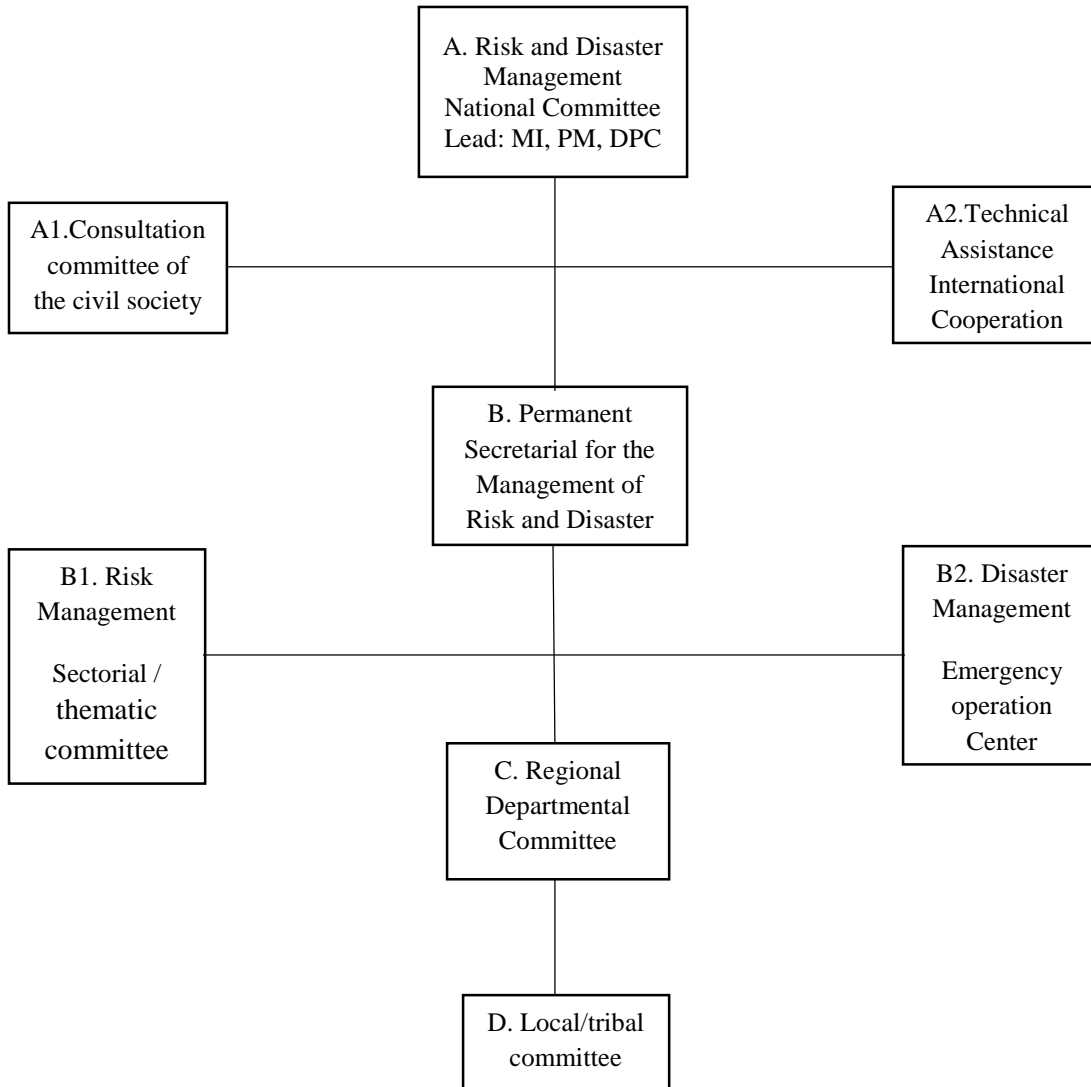 A. Risk and Disaster
Management
National Committee
Lead: MI, PM, DPC
A1.Consultation
committee of
the civil society
A2.Technical
Assistance
International
Cooperation
B. Permanent
Secretarial for the
Management of
Risk and Disaster
B1. Risk
Management
Sectorial /
thematic
committee
B2. Disaster
Management
Emergency
operation
Center
C. Regional
Departmental
Committee
D. Local/tribal
committee